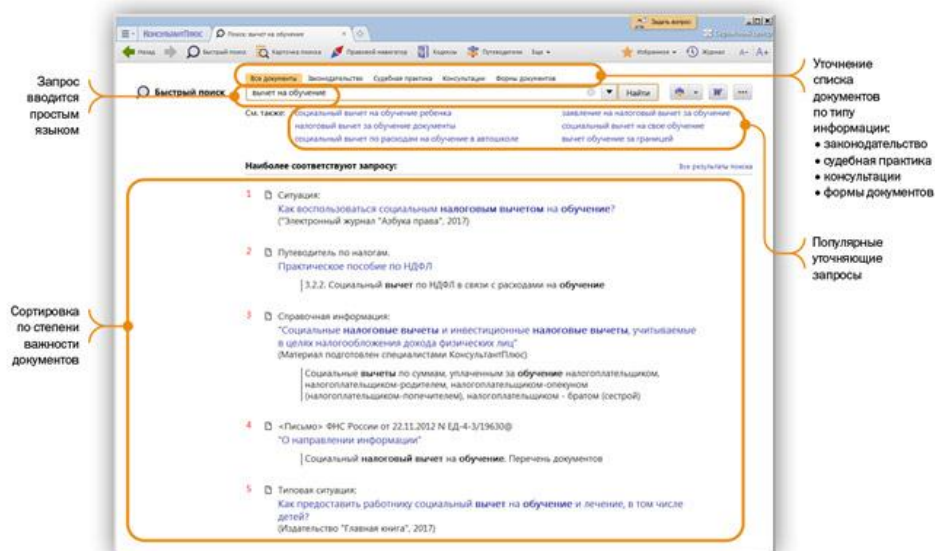 Задать вопрос
КонсультантПлюс
Поиск: вычет на обучение
Сервисный центр
Назад
Быстрый поиск
Карточка поиска
Правовой навигатор
Кодексы
Путеводители
Еще
Избранное
Журнал
А- А+
Все документы Законодательство Судебная практика Консультации Формы документов
Быстрый поиск
вычет на обучение
Найти
См. также:
социальный вычет на обучение ребенка
заявление на налоговый вычет за обучение
налоговый вычет за обучение документы
социальный вычет на свое обучение
социальный вычет по расходам на обучение в автошколе
вычет обучение за границей
Наиболее соответствуют запросу:
Все результаты поиска
1 Ситуация:
Как воспользоваться социальным налоговым вычетом на обучение?
("Электронный журнал "Азбука права", 2017)
2 Путеводитель по налогам.
Практическое пособие по НДФЛ
3.2.2. Социальный вычет по НДФЛ в связи с расходами на обучение
3 Справочная информация:
"Социальные налоговые вычеты и инвестиционные налоговые вычеты, учитываемые
в целях налогообложения дохода физических лиц"
(Материал подготовлен специалистами КонсультантПлюс)
Социальные вычеты по суммам, уплаченным за обучение налогоплательщиком,
налогоплательщиком-родителем, налогоплательщиком-опекуном
(налогоплательщиком-попечителем), налогоплательщиком - братом (сестрой)
4 <Письмо> ФНС России от 22.11.2012 N ЕД-4-3/19630@
"О направлении информации"
Социальный налоговый вычет на обучение. Перечень документов
5 Типовая ситуация:
Как предоставить работнику социальный вычет на обучение и лечение, в том числе
детей?
(Издательство "Главная книга", 2017)
Запрос
вводится
простым
языком
Сортировка
по степени
важности
документов
Уточнение
списка
документов
по типу
информации:
• законодательство
• судебная практика
• консультации
• формы документов
Популярные
уточняющие
запросы